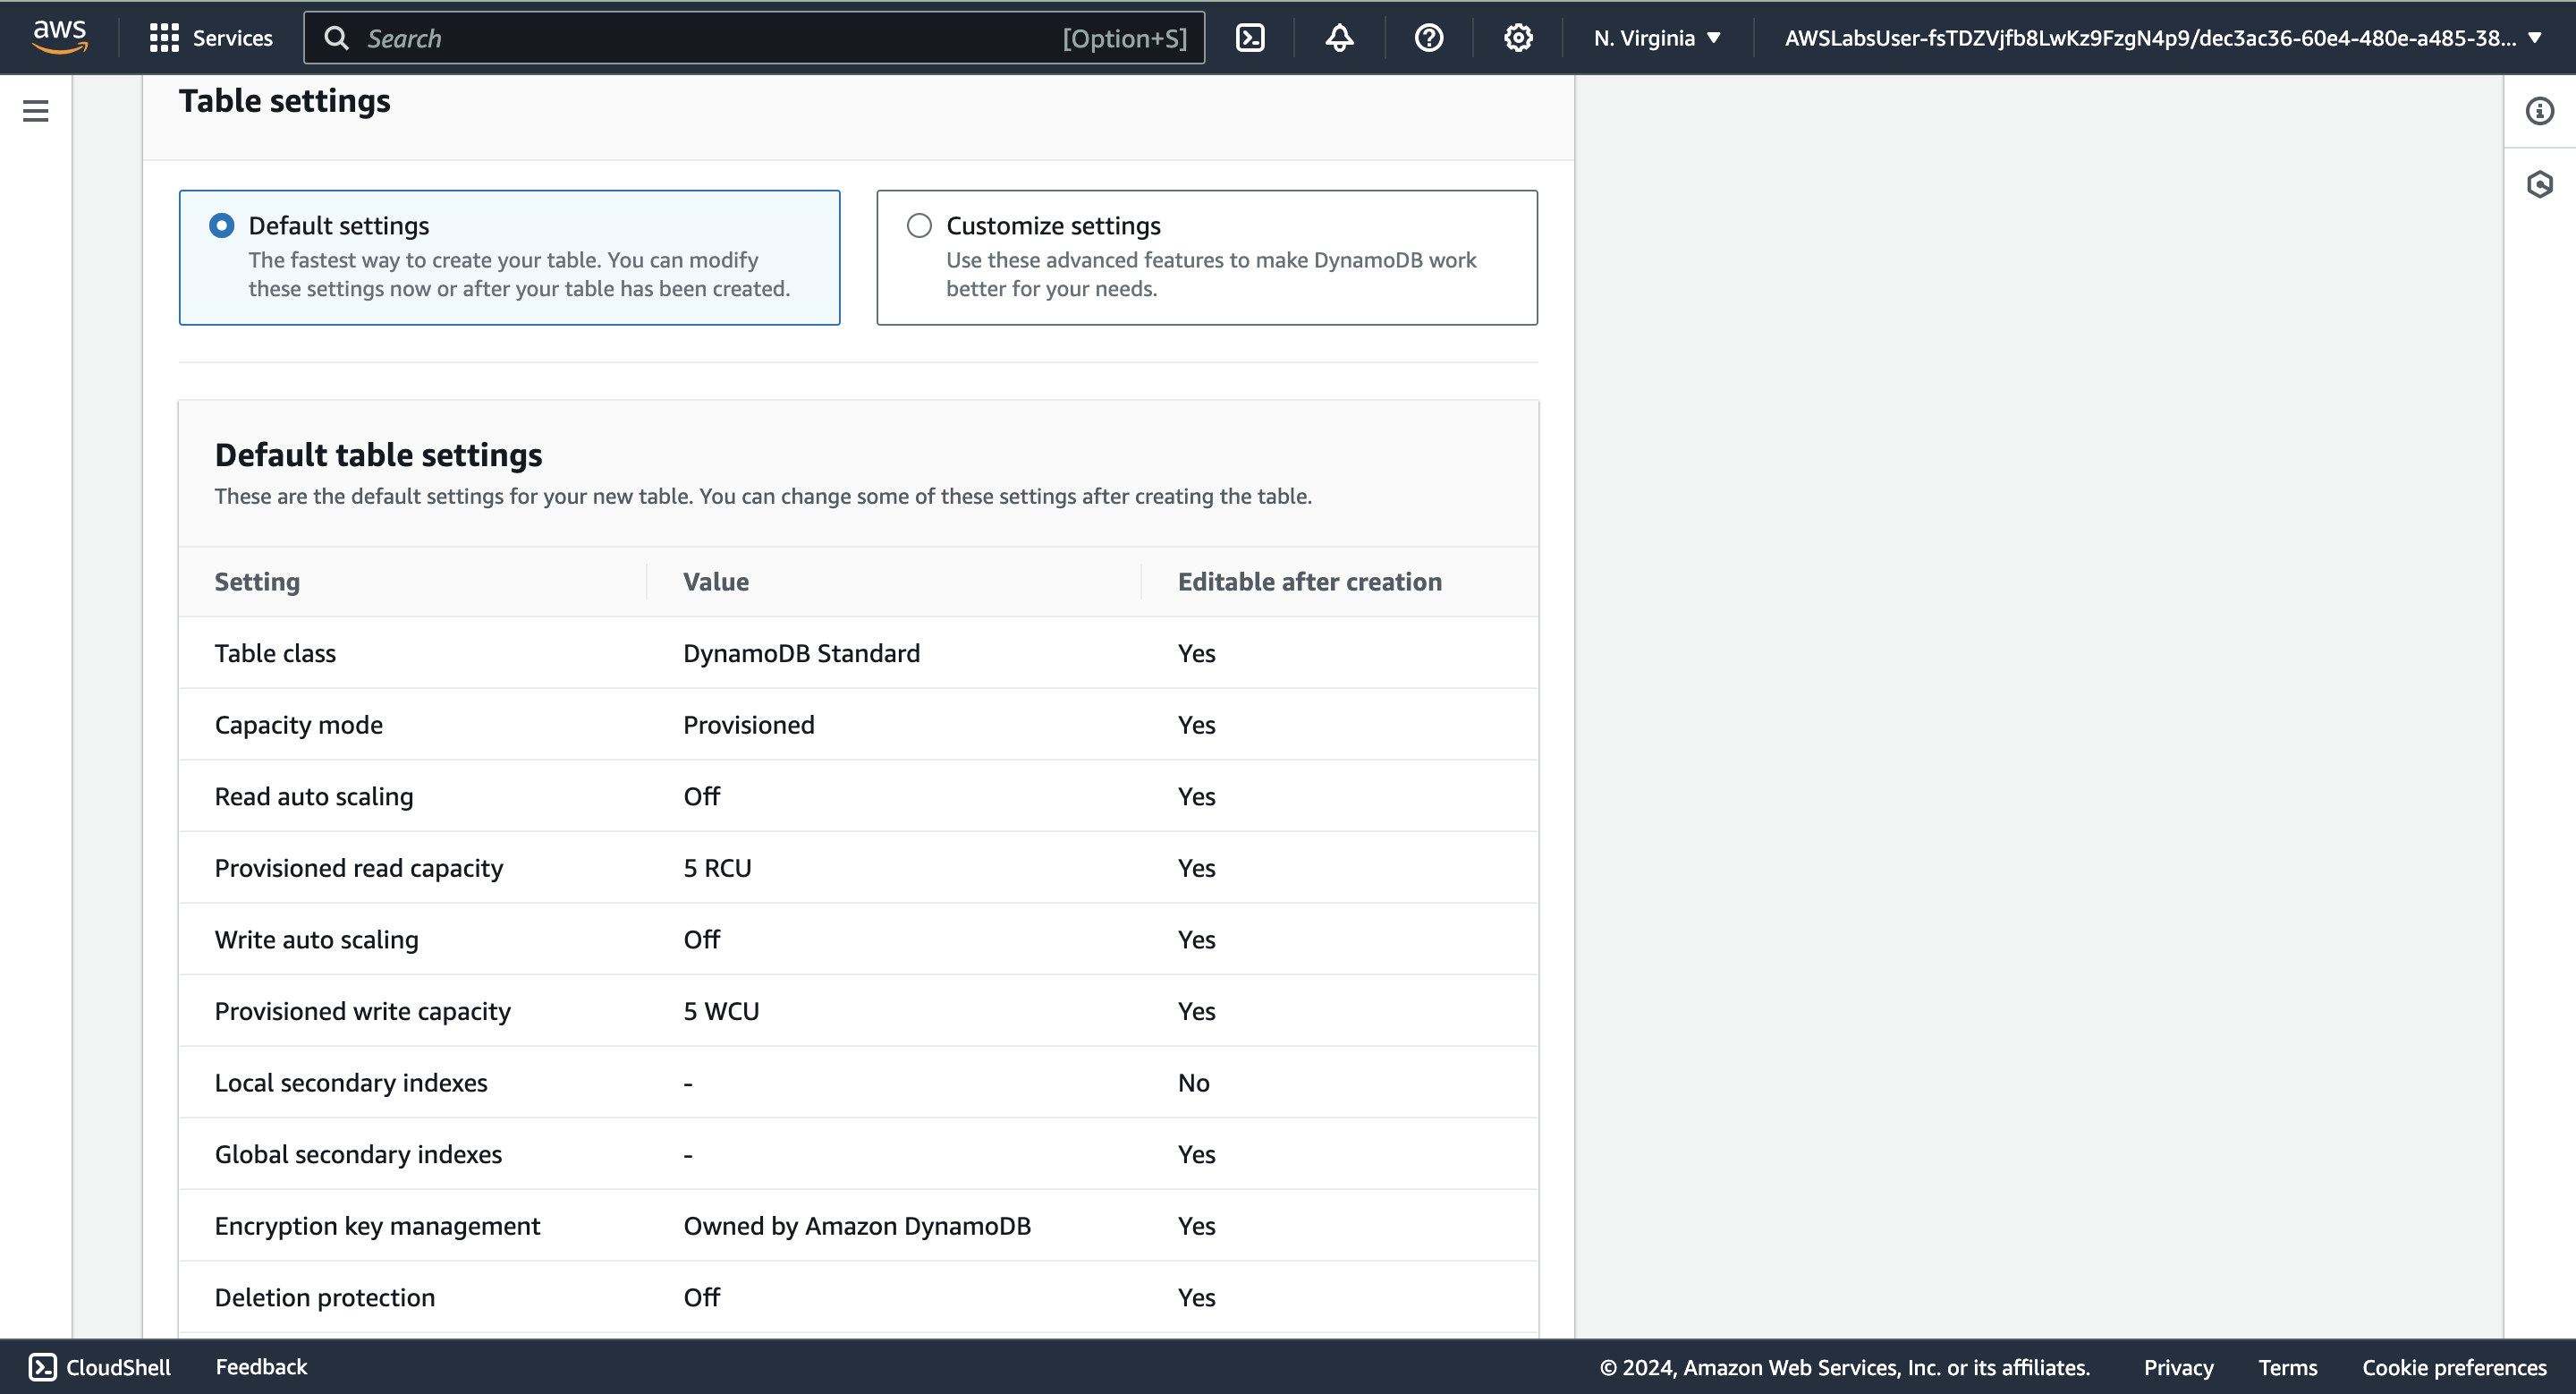 aws
Services
Search
[Option+S]
N. Virginia
AWSLabsUser-fsTDZVjfb8LwKz9FzgN4p9/dec3ac36-60e4-480e-a485-38...
Table settings
Default settings
The fastest way to create your table. You can modify
these settings now or after your table has been created.
Customize settings
Use these advanced features to make DynamoDB work
better for your needs.
Default table settings
These are the default settings for your new table. You can change some of these settings after creating the table.
Setting Value Editable after creation
Table class DynamoDB Standard Yes
Capacity mode Provisioned Yes
Read auto scaling Off Yes
Provisioned read capacity 5 RCU Yes
Write auto scaling Off Yes
Provisioned write capacity 5 WCU Yes
Local secondary indexes - No
Global secondary indexes - Yes
Encryption key management Owned by Amazon DynamoDB Yes
Deletion protection Off Yes
CloudShell
Feedback
© 2024, Amazon Web Services, Inc. or its affiliates.
Privacy
Terms
Cookie preferences